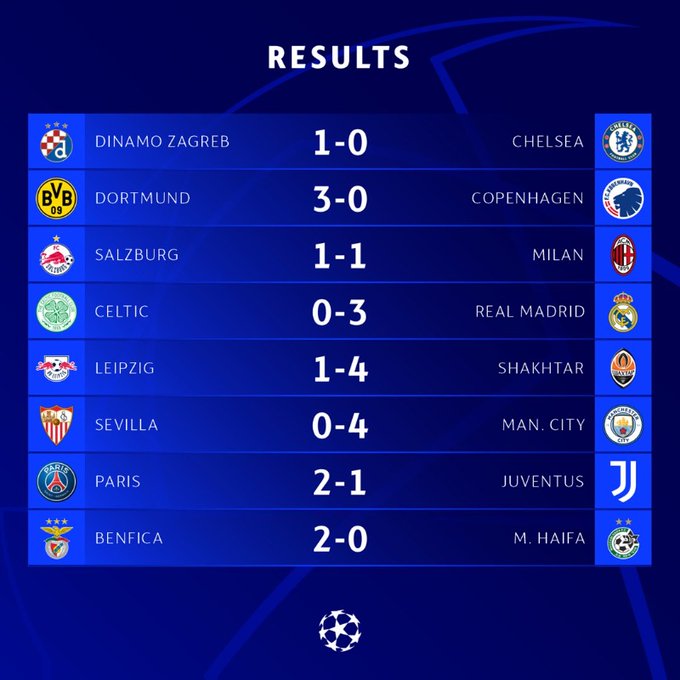 RESULTS
DINAMO ZAGREB 1-0 CHELSEA
DORTMUND 3-0 COPENHAGEN
SALZBURG 1-1 MILAN
CELTIC 0-3 REAL MADRID
LEIPZIG 1-4 SHAKHTAR
SEVILLA 0-4 MAN. CITY
PARIS 2-1 JUVENTUS
BENFICA 2-0 M. HAIFA